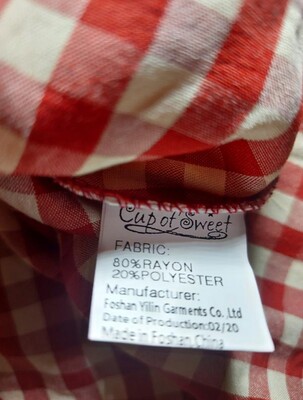 Cup of Sweet
FABRIC:
80%RAYON
20%POLYESTER
Manufacturer:
Foshan Yilin Garments Co. Ltd
Date of Production:02/20
Made in Foshan China